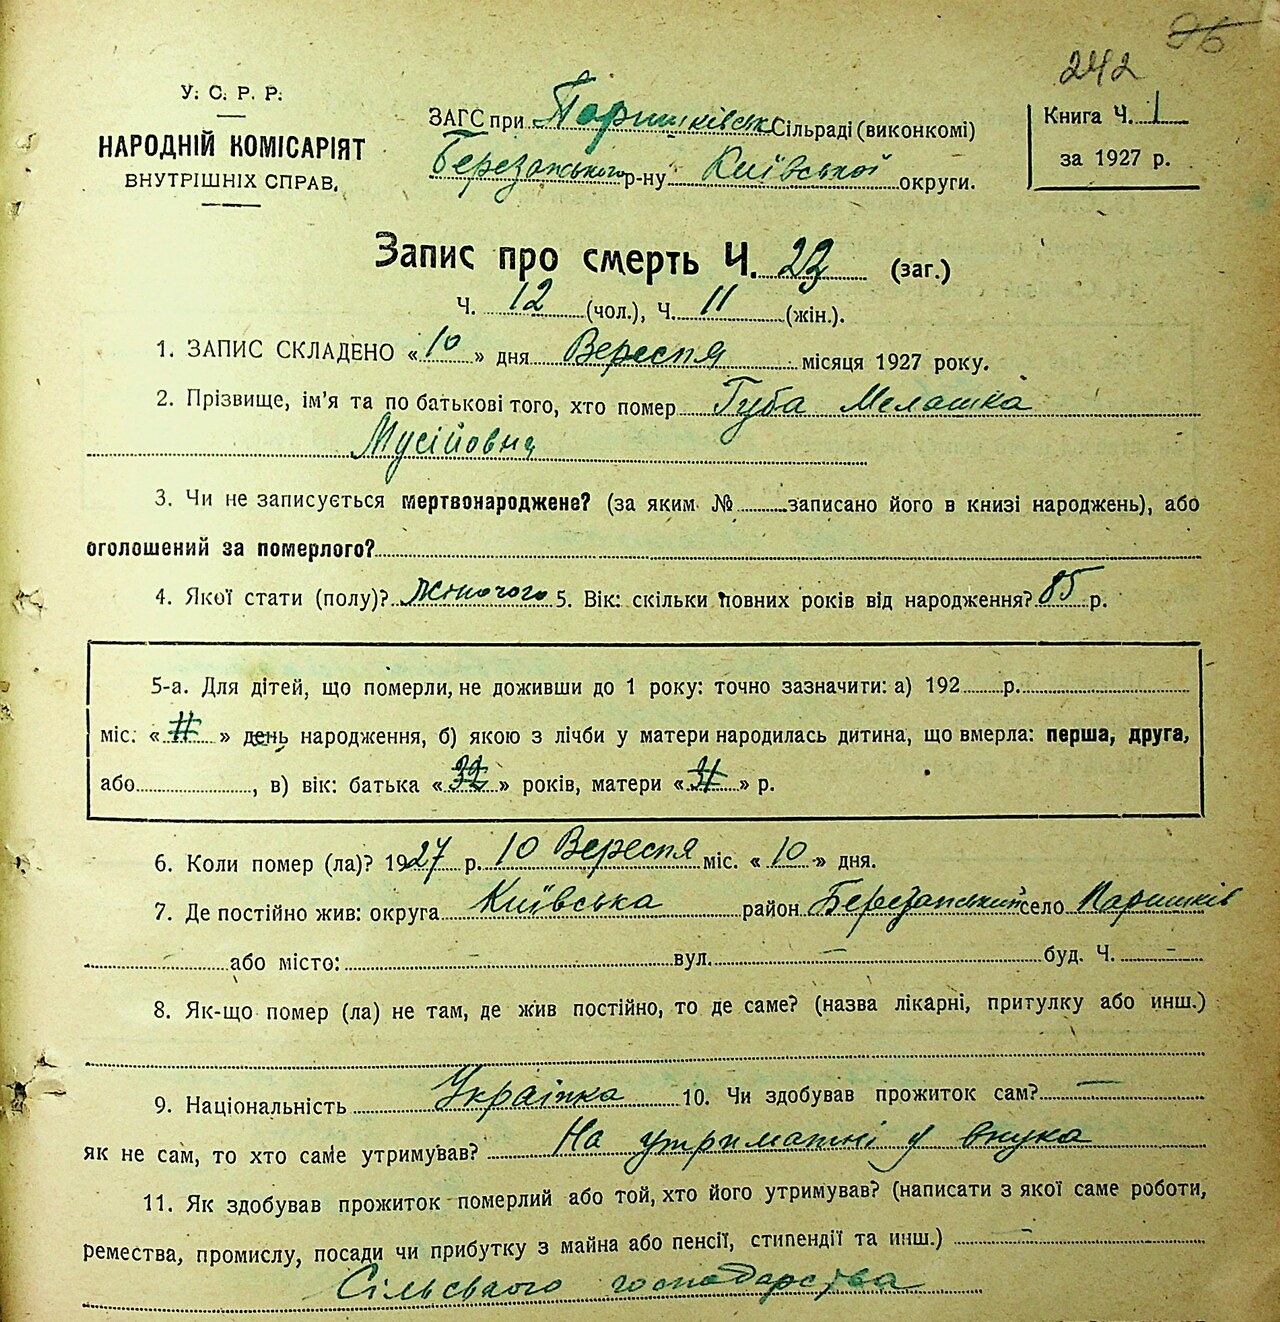 96
242
У. С. Р. Р.
НАРОДНІЙ КОМІСАРІЯТ
ВНУТРІШНІХ СПРАВ.
ЗАГС при Паришківськ Сільраді (виконкомі)
Березанського р-ну Київської округи.
Книга Ч. 1
за 1927 р.
Запис про смерть Ч. 23 (заг.)
Ч. 12 (чол.), Ч. 11 (жін.).
1. ЗАПИС СКЛАДЕНО «10» дня Вересня місяця 1927 року.
2. Прізвище, ім'я та по батькові того, хто помер Губа Мелашка
Мусійовна
3. Чи не записується мертвонароджене? (за яким № записано його в книзі народжень), або
оголошений за померлого?
4. Якої стати (полу)? жіночого 5. Вік: скільки повних років від народження? 85 р.
5-а. Для дітей, що померли, не доживши до 1 року: точно зазначити: а) 192 р.
міс. « » день народження, б) якою з лічби у матери народилась дитина, що вмерла: перша, друга,
або , в) вік: батька «32» років, матери «31» р.
6. Коли помер (ла)? 1927 р. 10 Вересня міс. «10» дня.
7. Де постійно жив: округа Київська район Березанський село Паришків
- або місто: - вул. - буд. Ч. -
8. Як-що помер (ла) не там, де жив постійно, то де саме? (назва лікарні, притулку або инш.)
9. Національність Українка 10. Чи здобував прожиток сам? —
як не сам, то хто саме утримував? На утриманні у внука
11. Як здобував прожиток померлий або той, хто його утримував? (написати з якої саме роботи,
ремества, промислу, посади чи прибутку з майна або пенсії, стипендії та инш.) —
Сільського господарства